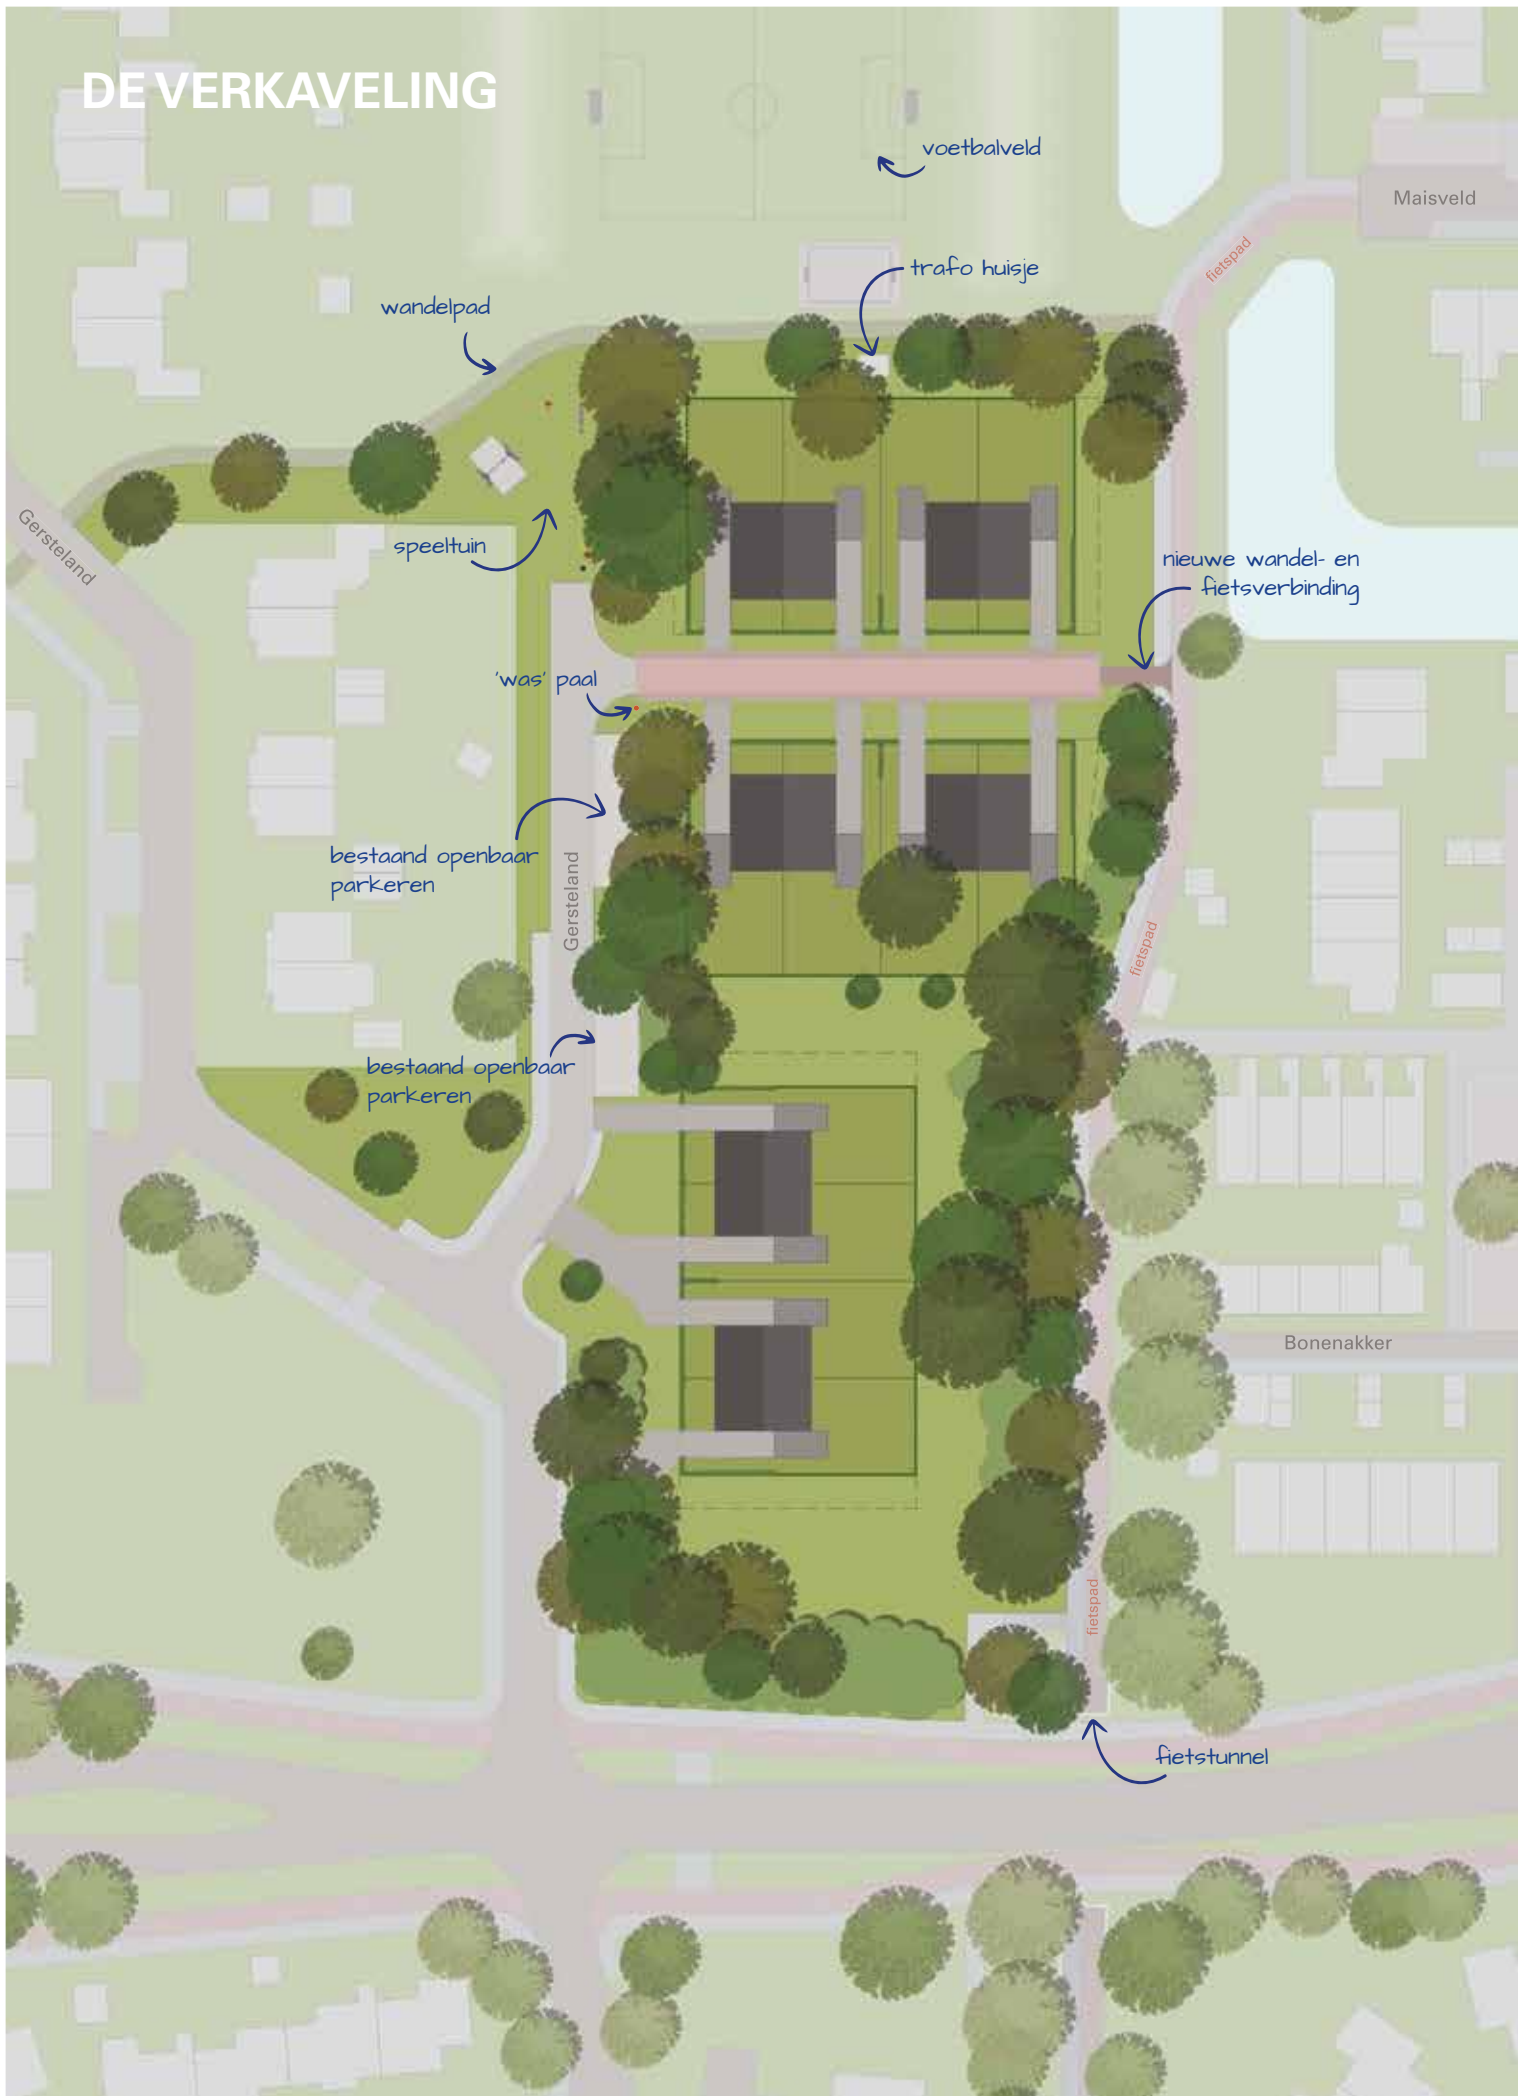 DE VERKAVELING
voetbalveld
Maisveld
fietspad
trafo huisje
wandelpad
Gersteland
speeltuin
nieuwe wandel- en
fietsverbinding
'was' paal
bestaand openbaar
parkeren
Gersteland
fietspad
bestaand openbaar
parkeren
Bonenakker
fietspad
fietstunnel